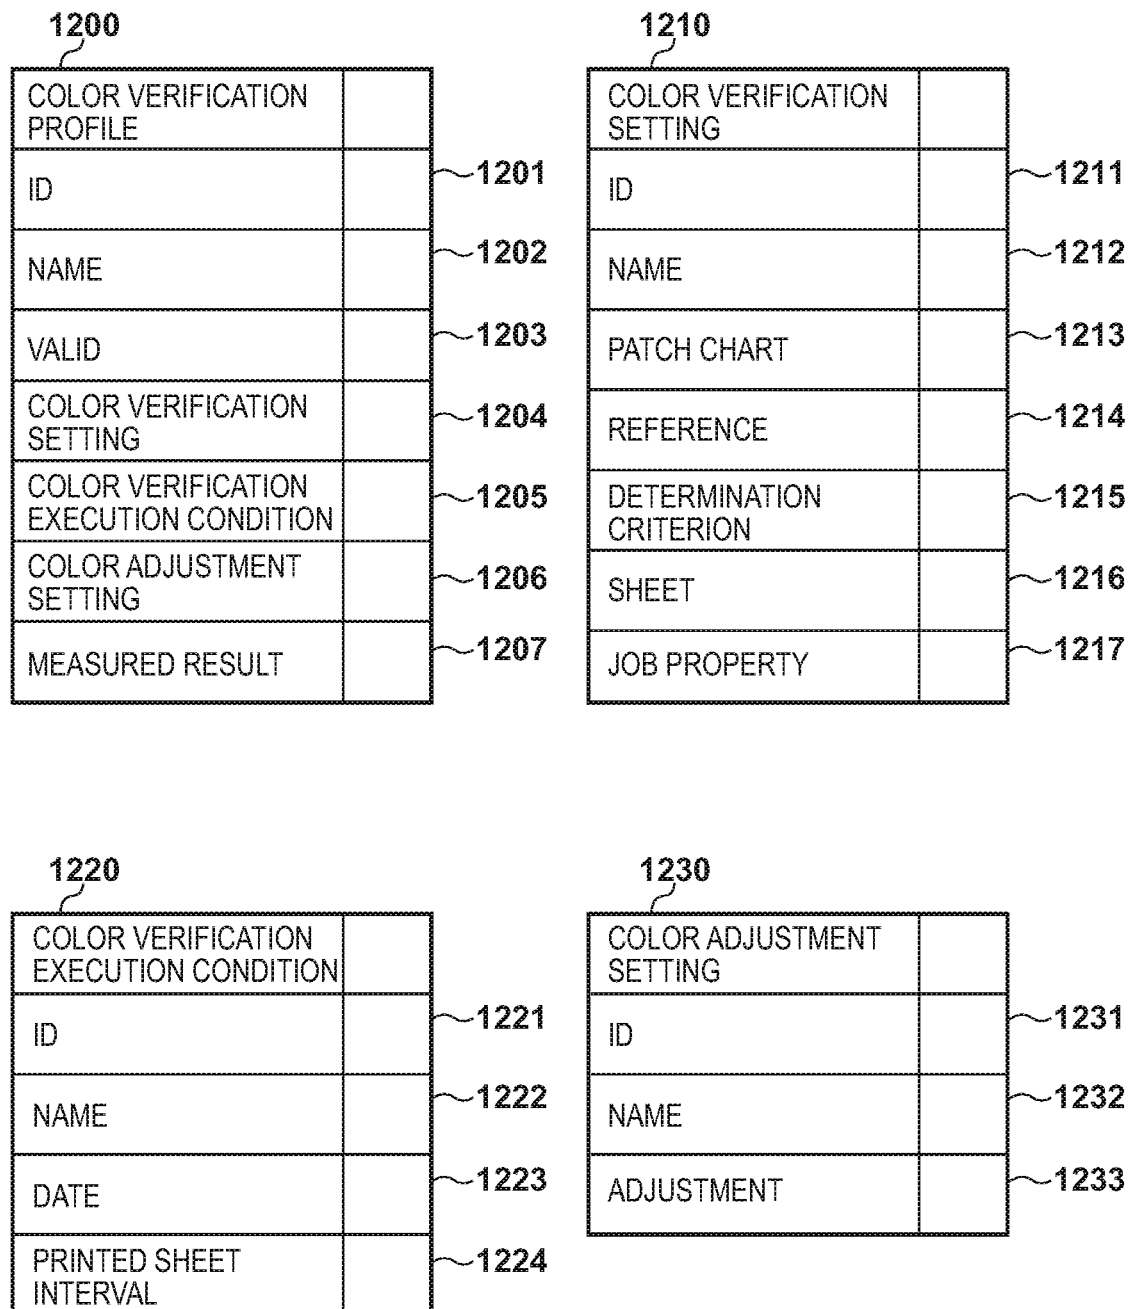 1200
COLOR VERIFICATION
PROFILE
ID
1201
NAME
1202
VALID
1203
COLOR VERIFICATION
SETTING
1204
COLOR VERIFICATION
EXECUTION CONDITION
1205
COLOR ADJUSTMENT
SETTING
1206
MEASURED RESULT
1207
1210
COLOR VERIFICATION
SETTING
ID
1211
NAME
1212
PATCH CHART
1213
REFERENCE
1214
DETERMINATION
CRITERION
1215
SHEET
1216
JOB PROPERTY
1217
1220
COLOR VERIFICATION
EXECUTION CONDITION
ID
1221
NAME
1222
DATE
1223
PRINTED SHEET
INTERVAL
1224
1230
COLOR ADJUSTMENT
SETTING
ID
1231
NAME
1232
ADJUSTMENT
1233